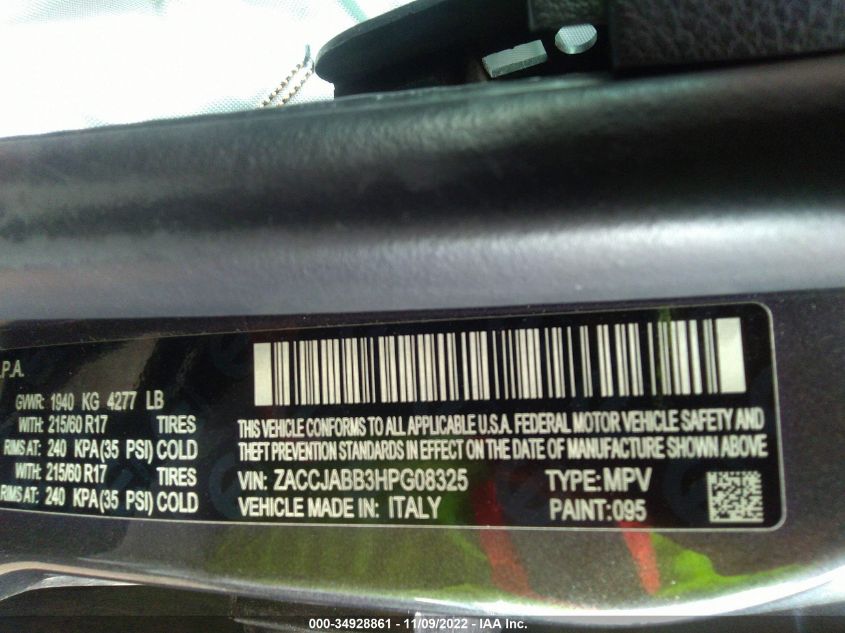 .P.A.
GVWR: 1940 KG 4277 LB
WITH: 215/60 R17 TIRES
RIMS AT: 240 KPA (35 PSI) COLD
WITH: 215/60 R17 TIRES
RIMS AT: 240 KPA (35 PSI) COLD
THIS VEHICLE CONFORMS TO ALL APPLICABLE U.S.A. FEDERAL MOTOR VEHICLE SAFETY AND
THEFT PREVENTION STANDARDS IN EFFECT ON THE DATE OF MANUFACTURE SHOWN ABOVE
VIN: ZACCJABB3HPG08325 TYPE: MPV
VEHICLE MADE IN: ITALY PAINT: 095
000-34928861 - 11/09/2022 - IAA Inc.